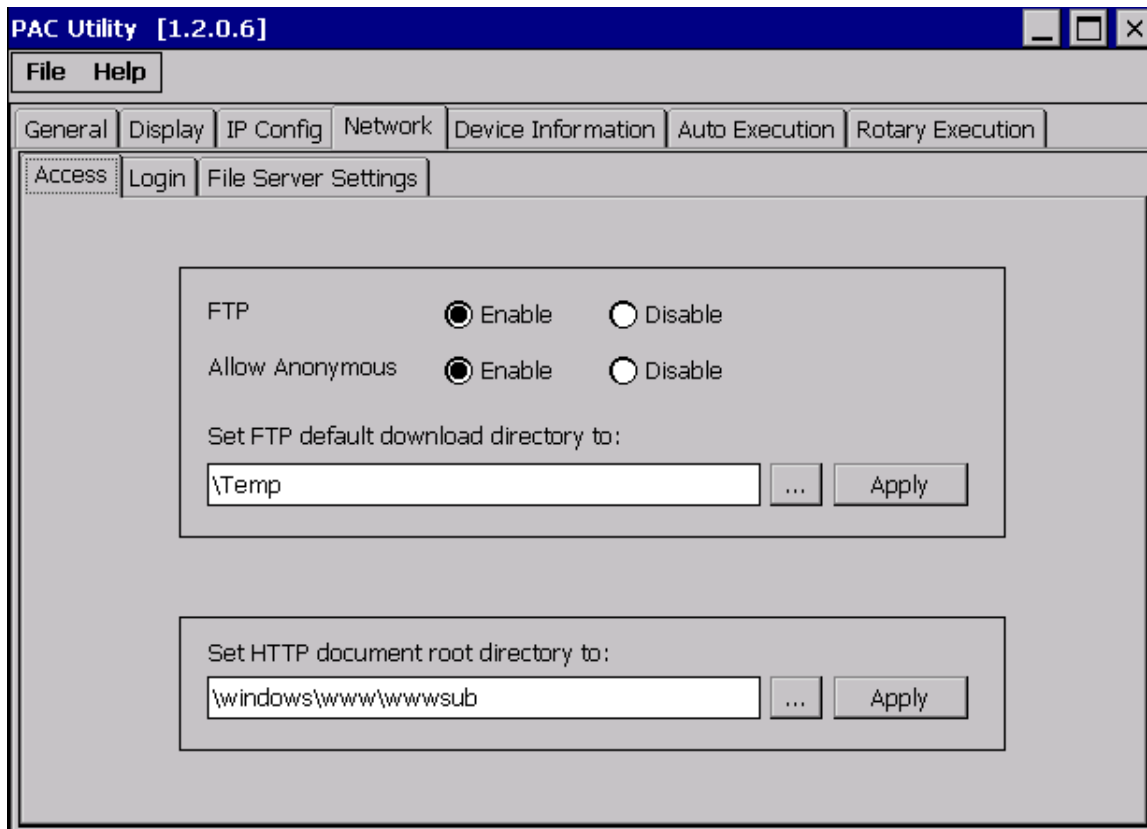 PAC Utility [1.2.0.6]
File Help
General Display IP Config Network Device Information Auto Execution Rotary Execution
Access Login File Server Settings
FTP Enable Disable
Allow Anonymous Enable Disable
Set FTP default download directory to:
\Temp ... Apply
Set HTTP document root directory to:
\windows\www\wwwsub ... Apply